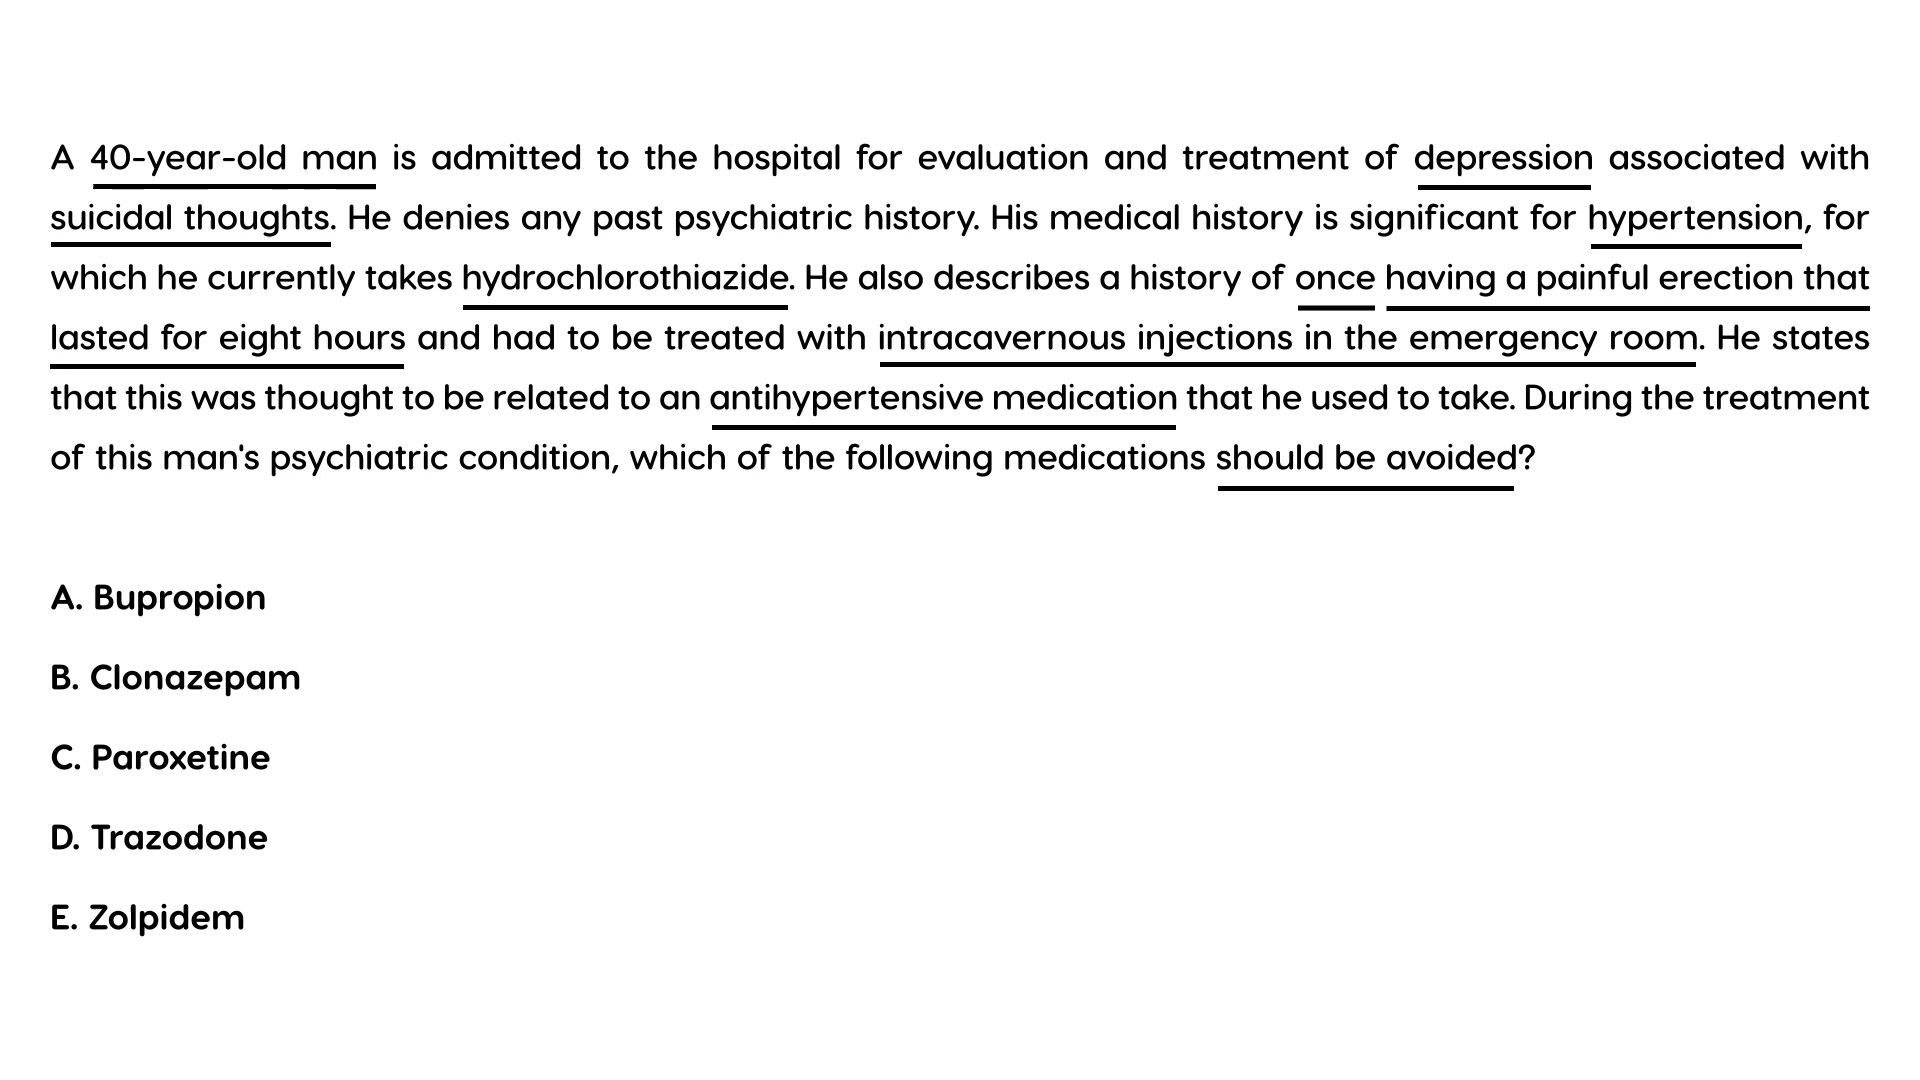 A 40-year-old man is admitted to the hospital for evaluation and treatment of depression associated with
suicidal thoughts. He denies any past psychiatric history. His medical history is significant for hypertension, for
which he currently takes hydrochlorothiazide. He also describes a history of once having a painful erection that
lasted for eight hours and had to be treated with intracavernous injections in the emergency room. He states
that this was thought to be related to an antihypertensive medication that he used to take. During the treatment
of this man's psychiatric condition, which of the following medications should be avoided?
A. Bupropion
B. Clonazepam
C. Paroxetine
D. Trazodone
E. Zolpidem